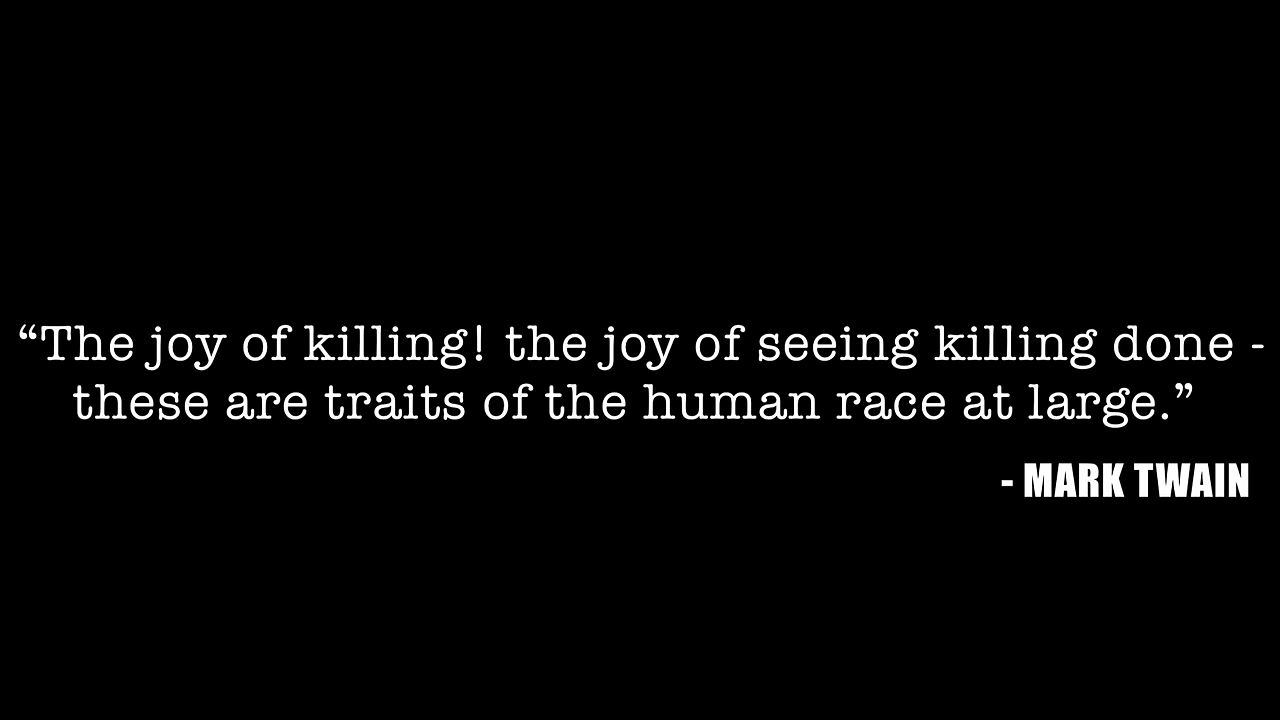 “The joy of killing! the joy of seeing killing done -
these are traits of the human race at large.”
- MARK TWAIN